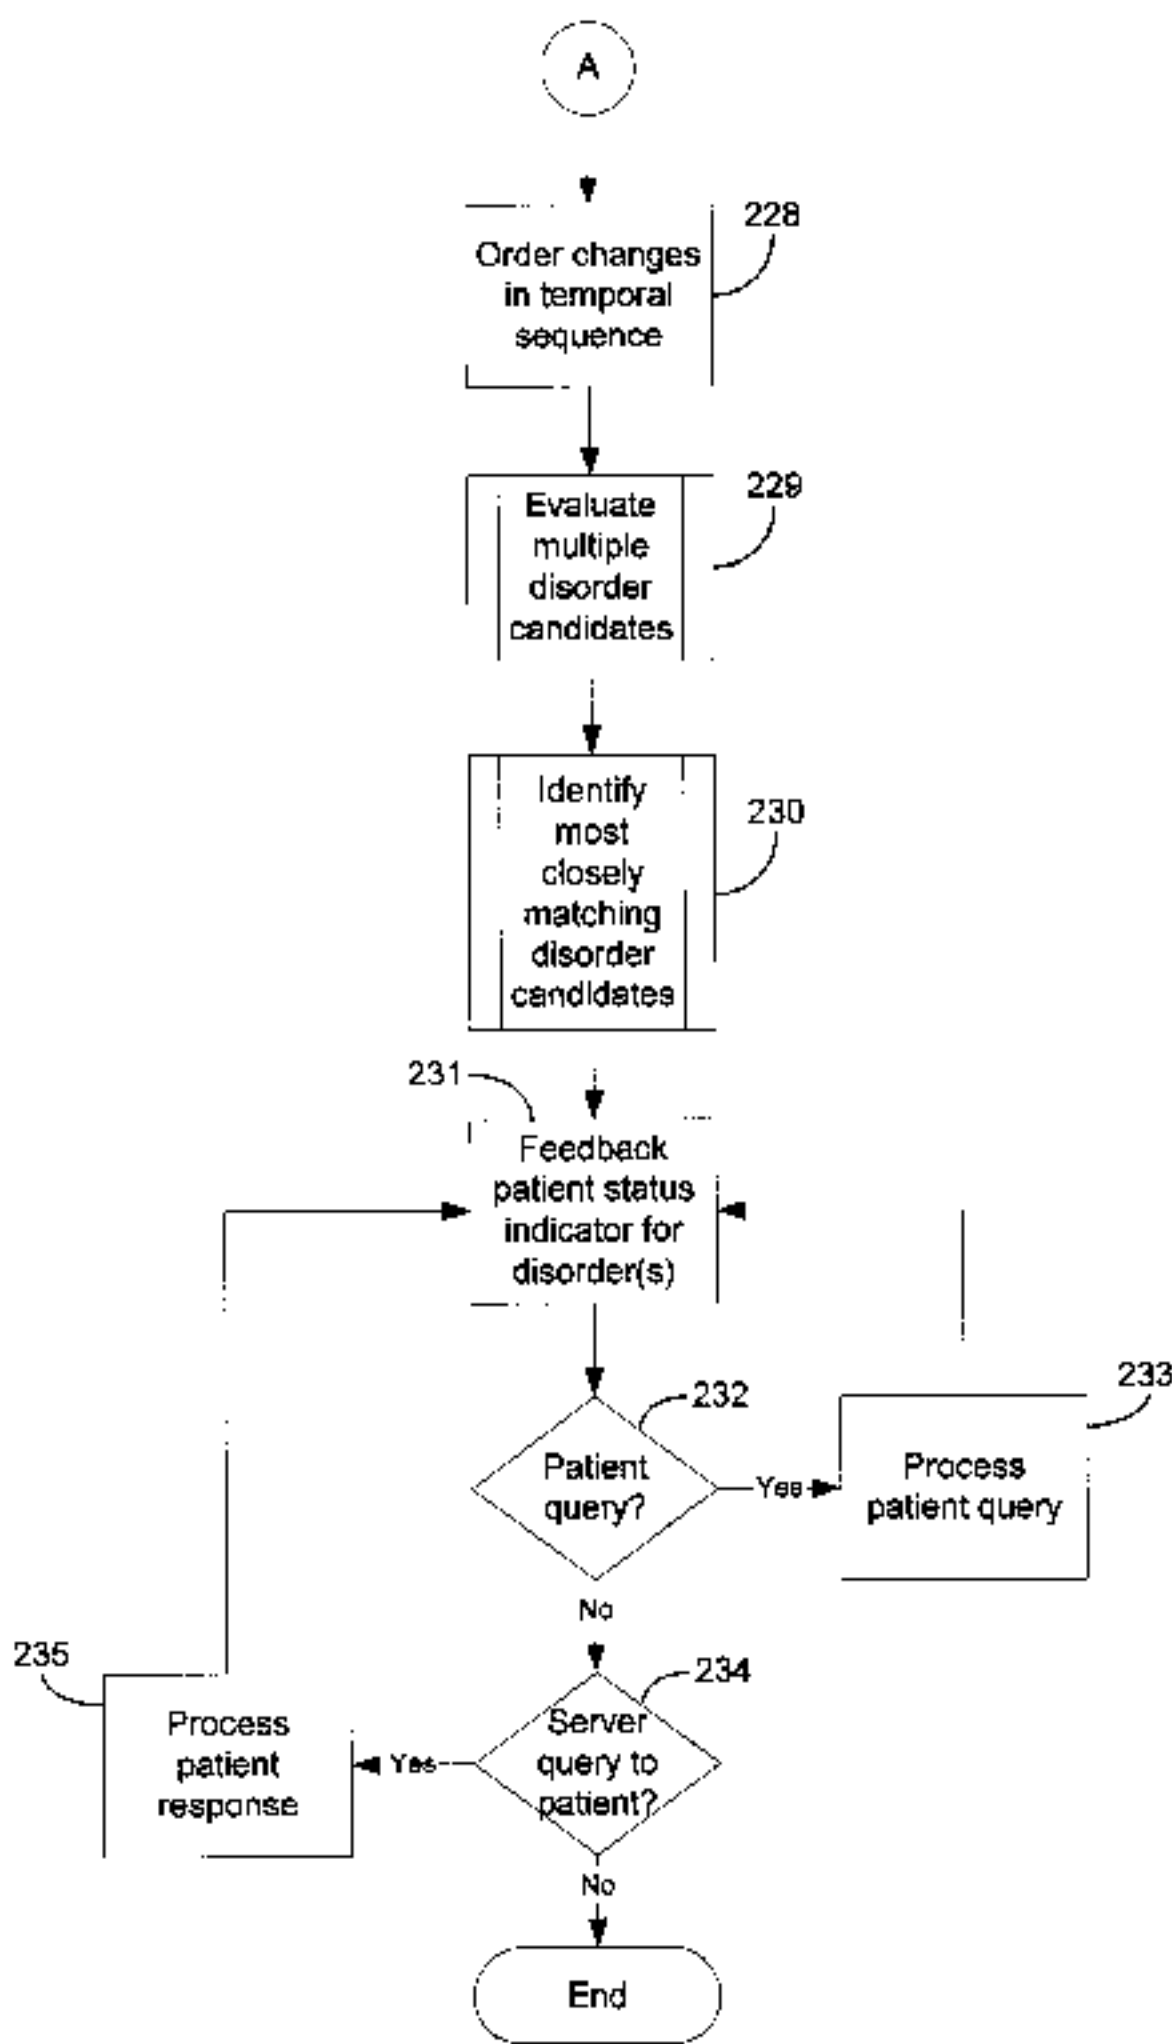 A
228
Order changes
in temporal
sequence
229
Evaluate
multiple
disorder
candidates
230
Identify
most
closely
matching
disorder
candidates
231
Feedback
patient status
indicator for
disorder(s)
232
Patient
query?
Yes
233
Process
patient query
No
234
Server
query to
patient?
Yes
235
Process
patient
response
No
End